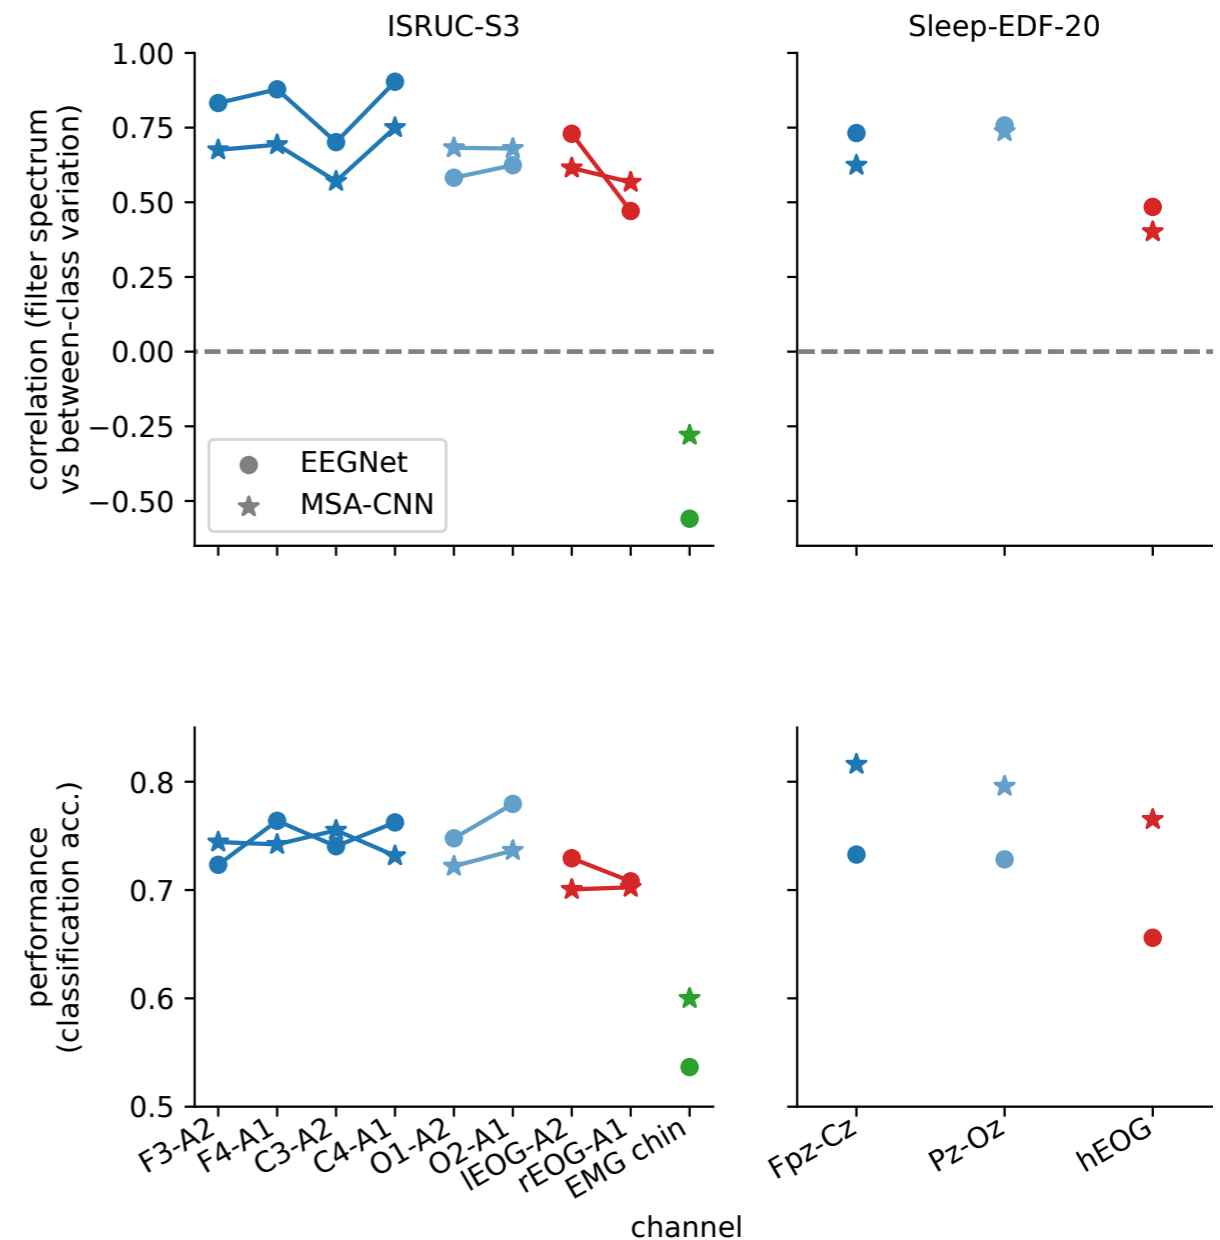 ISRUC-S3
Sleep-EDF-20
correlation (filter spectrum
vs between-class variation)
1.00
0.75
0.50
0.25
0.00
−0.25
−0.50
EEGNet
MSA-CNN
performance
(classification acc.)
0.8
0.7
0.6
0.5
F3-A2
F4-A1
C3-A2
C4-A1
O1-A2
O2-A1
lEOG-A2
rEOG-A1
EMG chin
Fpz-Cz
Pz-Oz
hEOG
channel